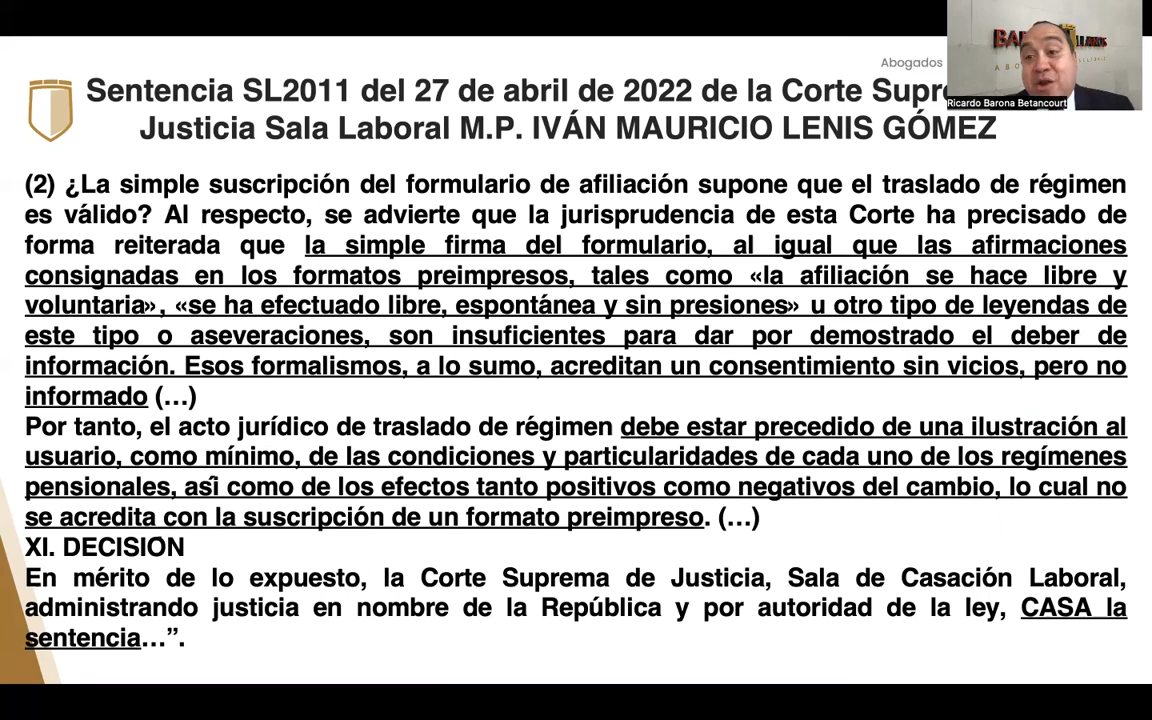 Abogados
Sentencia SL2011 del 27 de abril de 2022 de la Corte
Justicia Sala Laboral M.P. IVÁN MAURICIO LENIS GÓMEZ
Ricardo Barona Betancourt
(2) ¿La simple suscripción del formulario de afiliación supone que el traslado de régimen
es válido? Al respecto, se advierte que la jurisprudencia de esta Corte ha precisado de
forma reiterada que la simple firma del formulario, al igual que las afirmaciones
consignadas en los formatos preimpresos, tales como «la afiliación se hace libre y
voluntaria», «se ha efectuado libre, espontánea y sin presiones» u otro tipo de leyendas de
este tipo o aseveraciones, son insuficientes para dar por demostrado el deber de
información. Esos formalismos, a lo sumo, acreditan un consentimiento sin vicios, pero no
informado (…)
Por tanto, el acto jurídico de traslado de régimen debe estar precedido de una ilustración al
usuario, como mínimo, de las condiciones y particularidades de cada uno de los regímenes
pensionales, así como de los efectos tanto positivos como negativos del cambio, lo cual no
se acredita con la suscripción de un formato preimpreso. (…)
XI. DECISIÓN
En mérito de lo expuesto, la Corte Suprema de Justicia, Sala de Casación Laboral,
administrando justicia en nombre de la República y por autoridad de la ley, CASA la
sentencia…”.